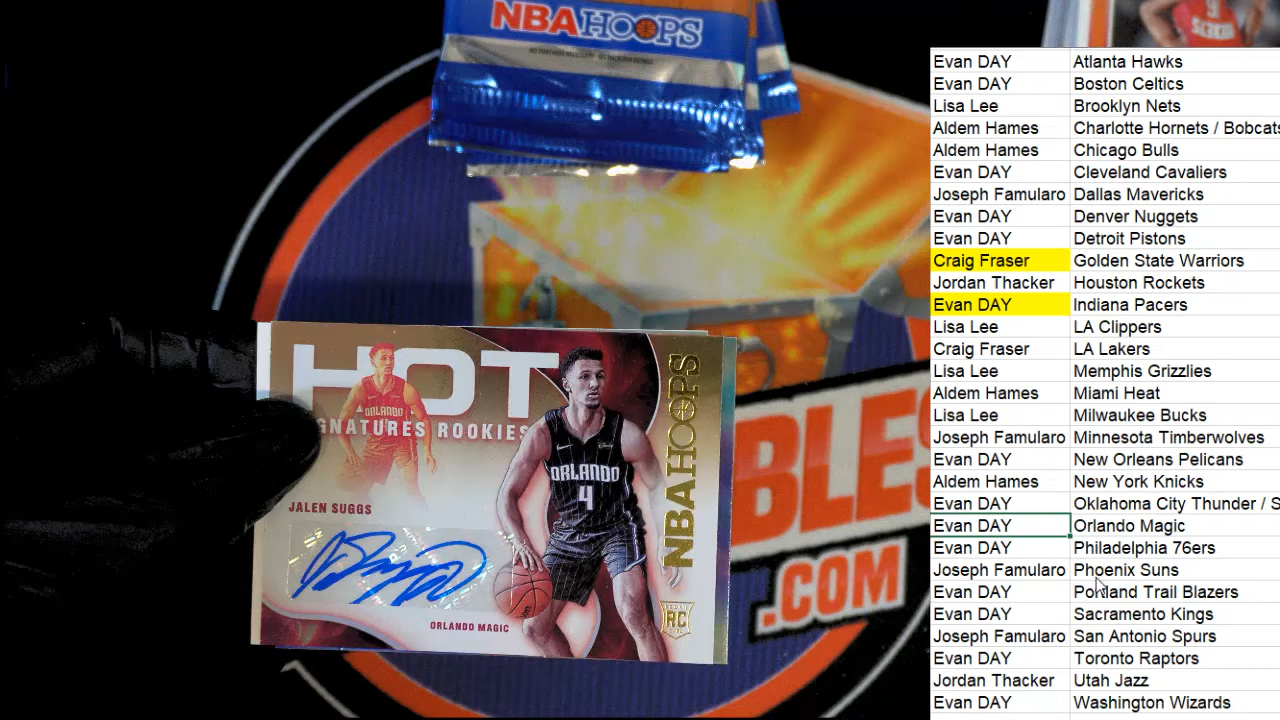 NBA HOOPS
Evan DAY Atlanta Hawks
Evan DAY Boston Celtics
Lisa Lee Brooklyn Nets
Aldem Hames Charlotte Hornets / Bobcats
Aldem Hames Chicago Bulls
Evan DAY Cleveland Cavaliers
Joseph Famularo Dallas Mavericks
Evan DAY Denver Nuggets
Evan DAY Detroit Pistons
Craig Fraser Golden State Warriors
Jordan Thacker Houston Rockets
Evan DAY Indiana Pacers
Lisa Lee LA Clippers
Craig Fraser LA Lakers
Lisa Lee Memphis Grizzlies
Aldem Hames Miami Heat
Lisa Lee Milwaukee Bucks
Joseph Famularo Minnesota Timberwolves
Evan DAY New Orleans Pelicans
Aldem Hames New York Knicks
Evan DAY Oklahoma City Thunder / S
Evan DAY Orlando Magic
Evan DAY Philadelphia 76ers
Joseph Famularo Phoenix Suns
Evan DAY Portland Trail Blazers
Evan DAY Sacramento Kings
Joseph Famularo San Antonio Spurs
Evan DAY Toronto Raptors
Jordan Thacker Utah Jazz
Evan DAY Washington Wizards
HOT
GNATURES ROOKIES
ORLANDO
JALEN SUGGS
ORLANDO
4
NBA HOOPS
ORLANDO MAGIC
RC
BLES
.COM